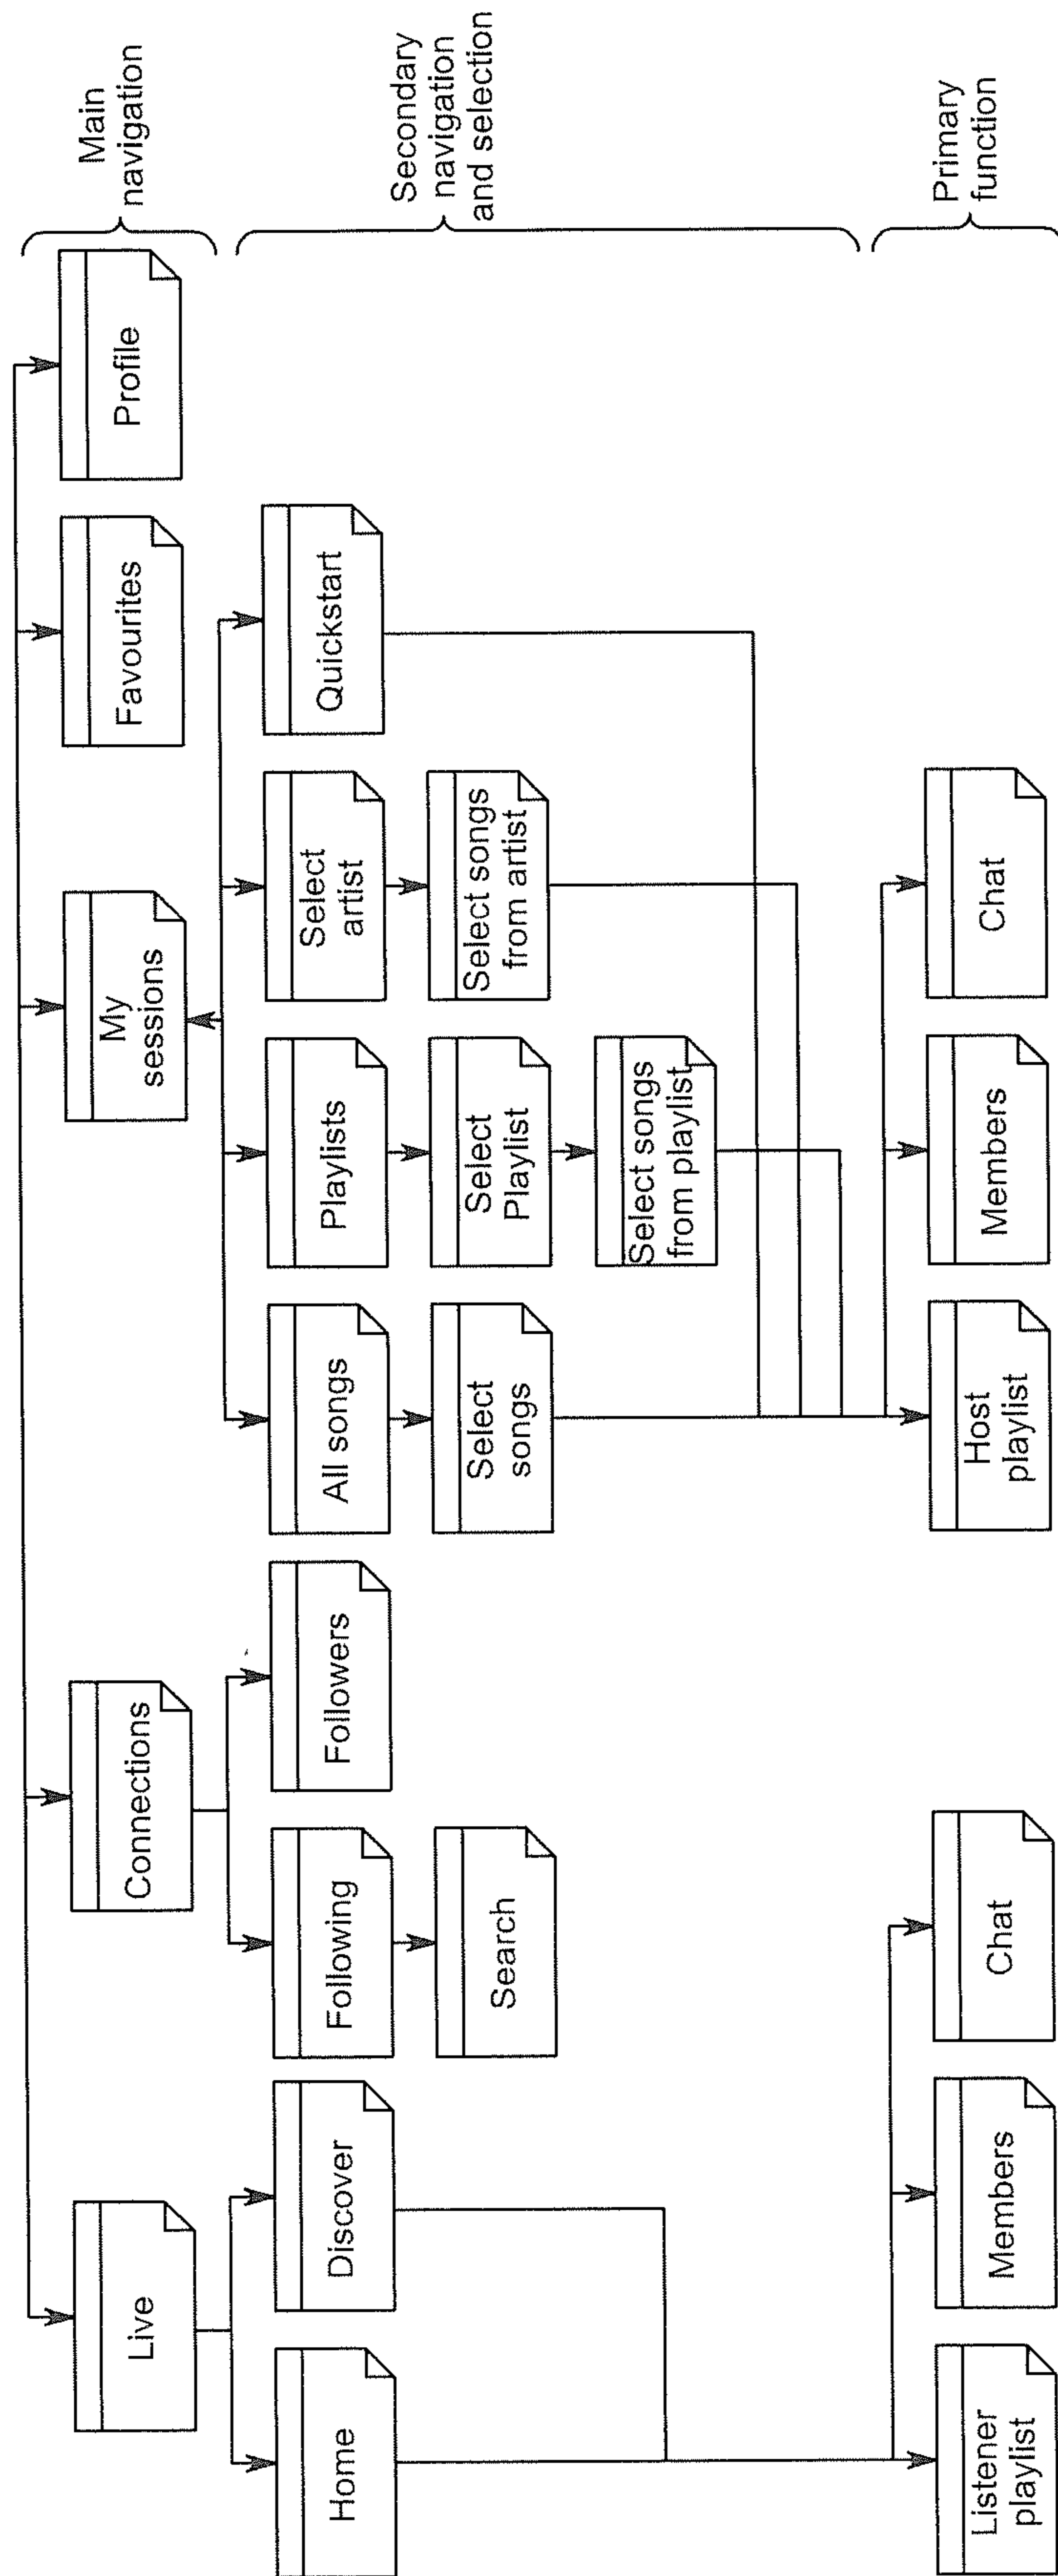 Live
Connections
My
sessions
Favourites
Profile
Main
navigation
Home
Discover
Following
Followers
All songs
Playlists
Select
artist
Quickstart
Secondary
navigation
and selection
Search
Select
songs
Select
Playlist
Select songs
from artist
Select songs
from playlist
Listener
playlist
Members
Chat
Host
playlist
Members
Chat
Primary
function